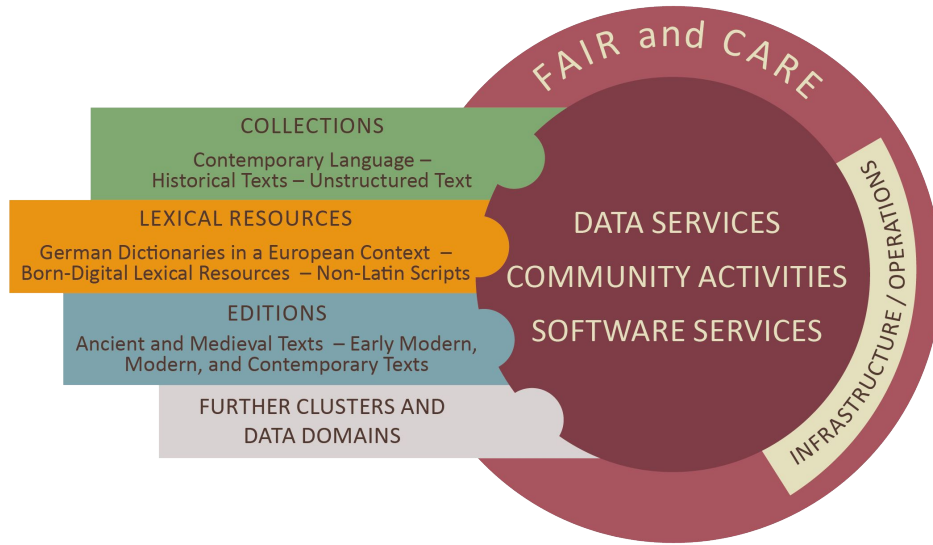 FAIR and CARE
COLLECTIONS
Contemporary Language –
Historical Texts – Unstructured Text
LEXICAL RESOURCES
German Dictionaries in a European Context –
Born-Digital Lexical Resources – Non-Latin Scripts
EDITIONS
Ancient and Medieval Texts – Early Modern,
Modern, and Contemporary Texts
FURTHER CLUSTERS AND
DATA DOMAINS
DATA SERVICES
COMMUNITY ACTIVITIES
SOFTWARE SERVICES
INFRASTRUCTURE / OPERATIONS